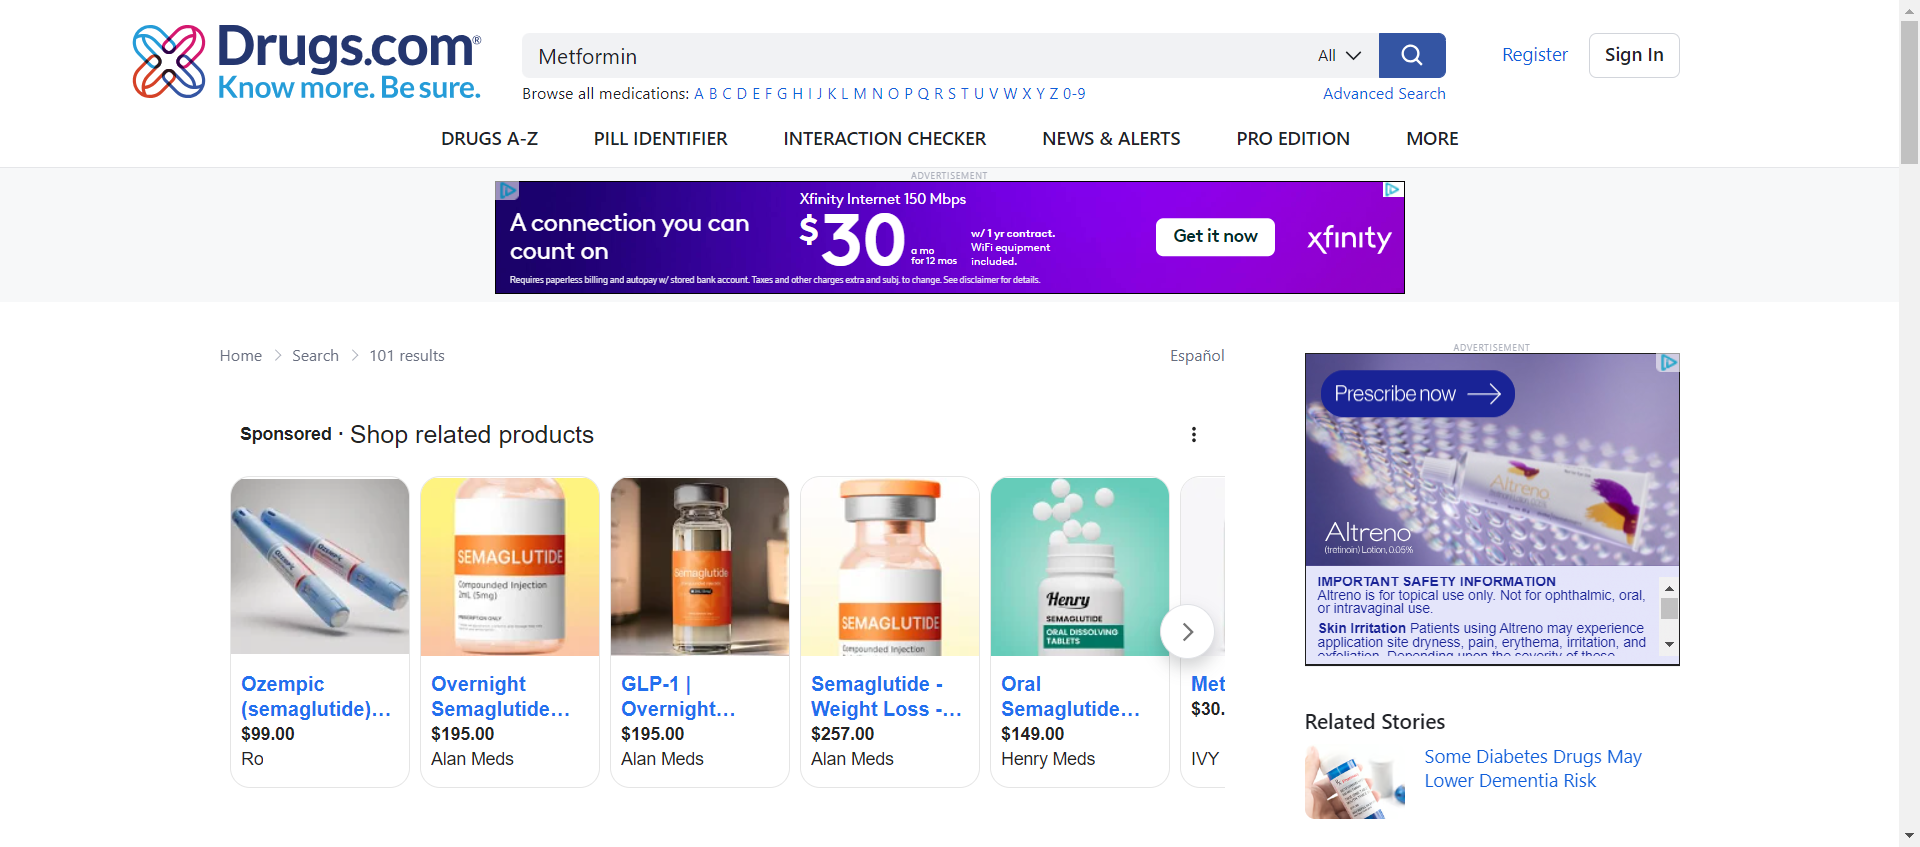 Drugs.com®
Know more. Be sure.
Metformin
All
Register
Sign In
Browse all medications: A B C D E F G H I J K L M N O P Q R S T U V W X Y Z 0-9
Advanced Search
DRUGS A-Z
PILL IDENTIFIER
INTERACTION CHECKER
NEWS & ALERTS
PRO EDITION
MORE
ADVERTISEMENT
A connection you can
count on
Xfinity Internet 150 Mbps
$30
a mo
for 12 mos
w/ 1 yr contract.
WiFi equipment
included.
Get it now
xfinity
Requires paperless billing and autopay w/ stored bank account. Taxes and other charges extra and subj. to change. See disclaimer for details.
Home
Search
101 results
Español
Sponsored · Shop related products
Ozempic
Ozempic
Ozempic
(semaglutide)...
$99.00
Ro
SEMAGLUTIDE
Compounded Injection
2mL (5mg)
PRESCRIPTION ONLY
Overnight
Semaglutide...
$195.00
Alan Meds
Semaglutide
GLP-1 |
Overnight...
$195.00
Alan Meds
SEMAGLUTIDE
Compounded Injection
Semaglutide -
Weight Loss -...
$257.00
Alan Meds
Henry
SEMAGLUTIDE
ORAL DISSOLVING
TABLETS
Oral
Semaglutide...
$149.00
Henry Meds
Met
$30.
IVY
ADVERTISEMENT
Prescribe now
Altreno
Altreno
(tretinoin) Lotion, 0.05%
IMPORTANT SAFETY INFORMATION
Altreno is for topical use only. Not for ophthalmic, oral,
or intravaginal use.
Skin Irritation Patients using Altreno may experience
application site dryness, pain, erythema, irritation, and
exfoliation. Depending upon the severity of these
Related Stories
Some Diabetes Drugs May
Lower Dementia Risk